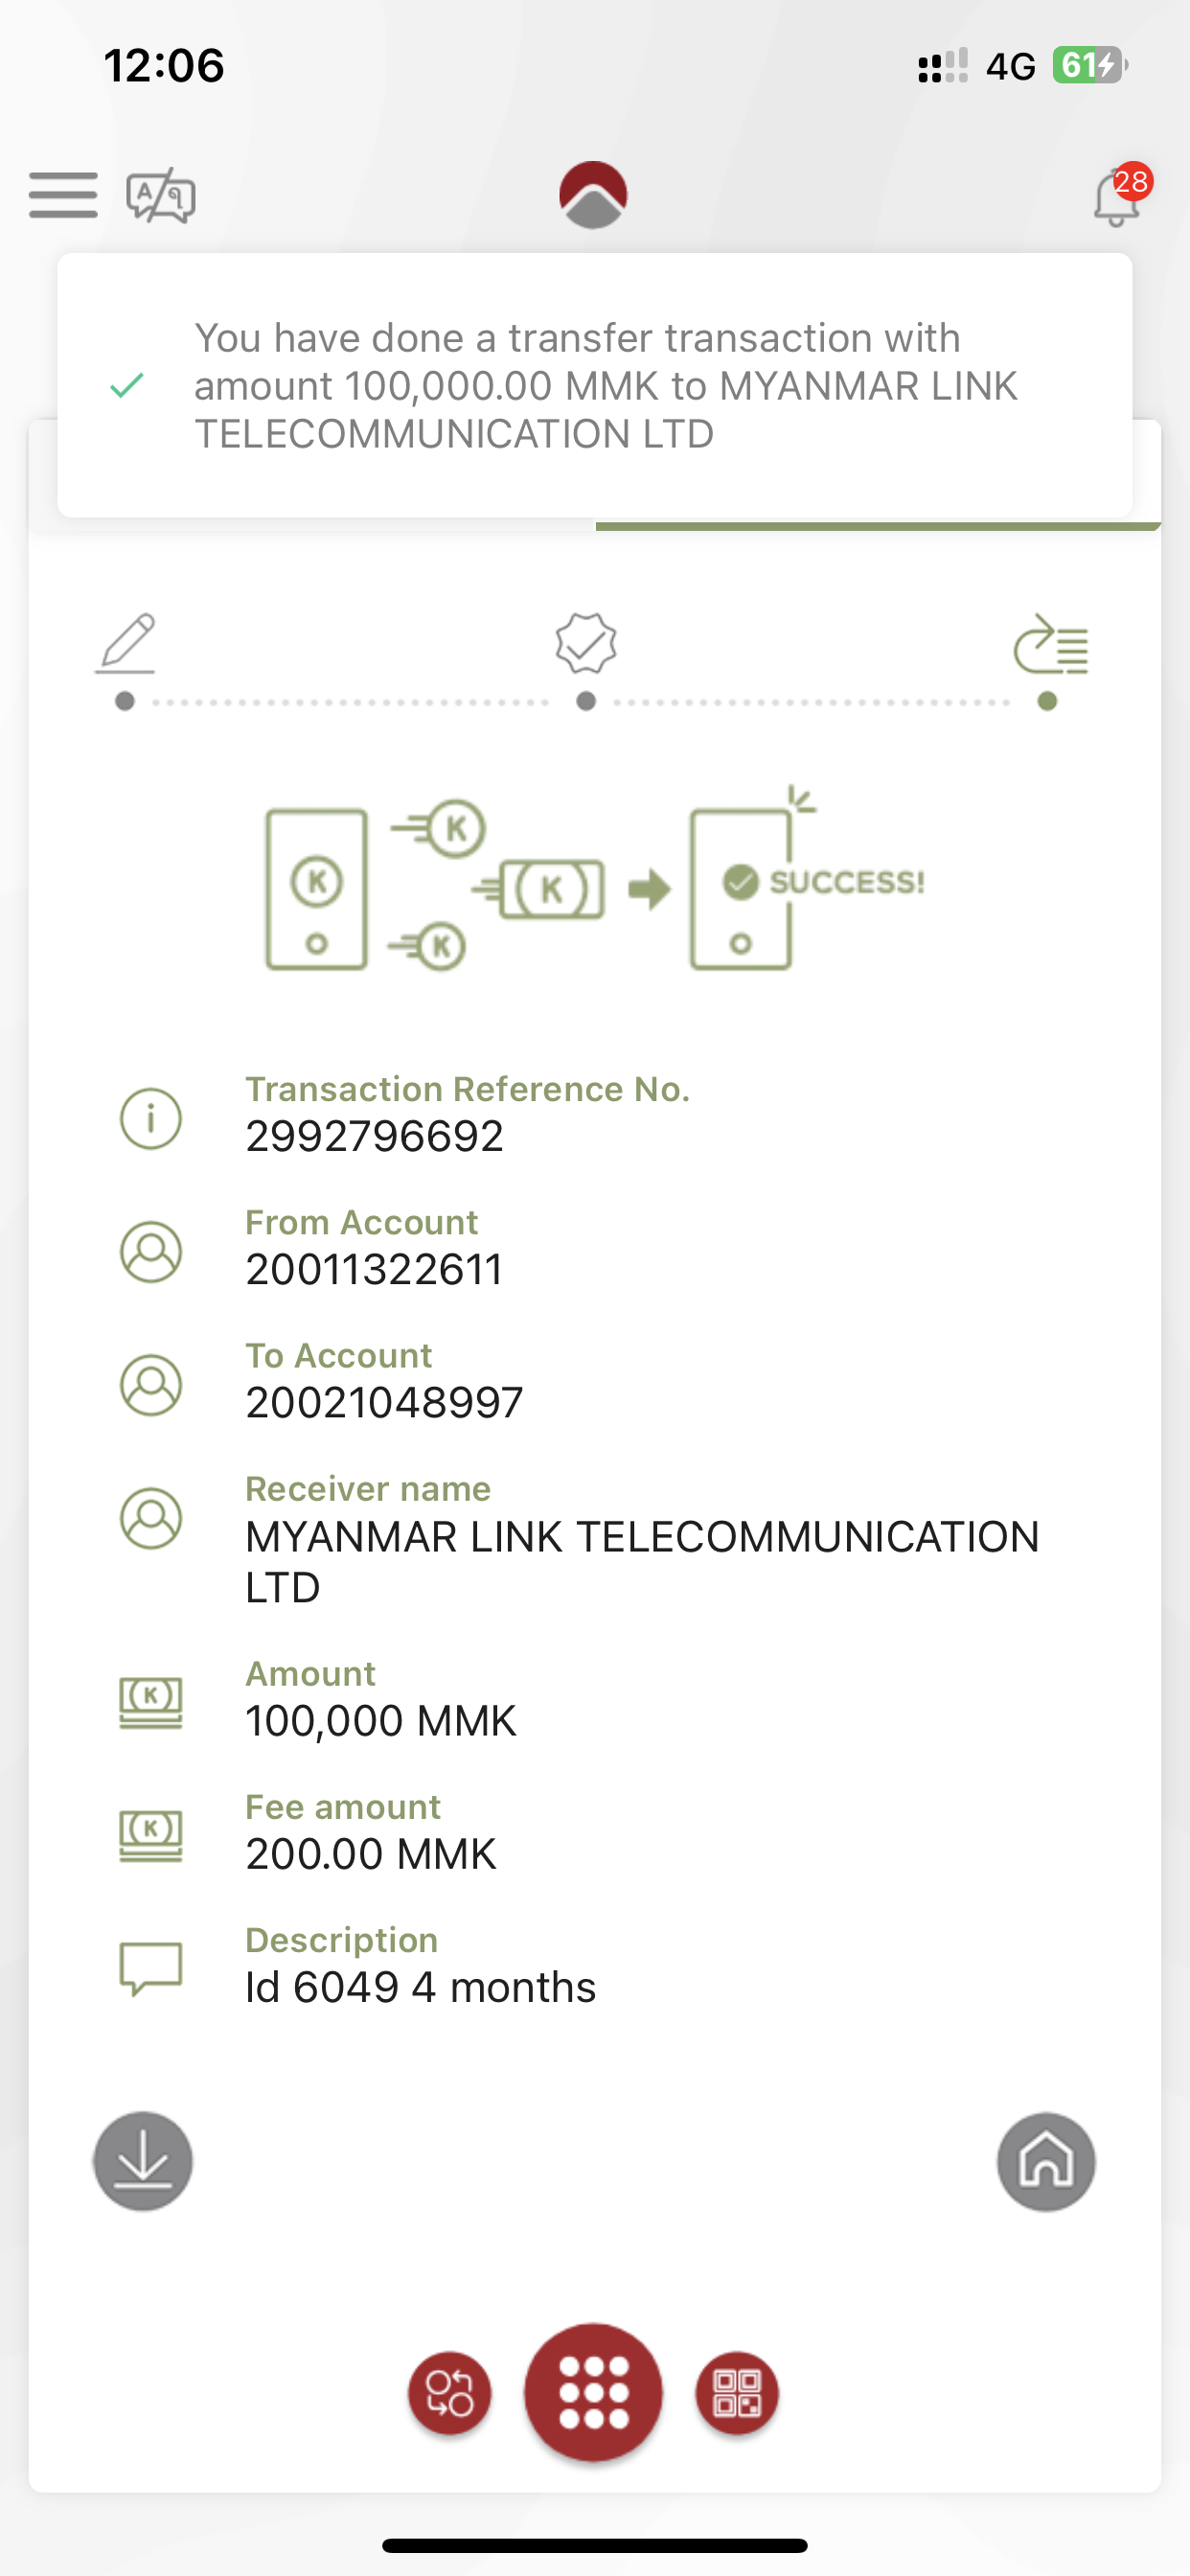 12:06
4G 61
A
28
You have done a transfer transaction with
amount 100,000.00 MMK to MYANMAR LINK
TELECOMMUNICATION LTD
K K K K SUCCESS!
Transaction Reference No.
2992796692
From Account
20011322611
To Account
20021048997
Receiver name
MYANMAR LINK TELECOMMUNICATION
LTD
Amount
K
100,000 MMK
Fee amount
K
200.00 MMK
Description
Id 6049 4 months